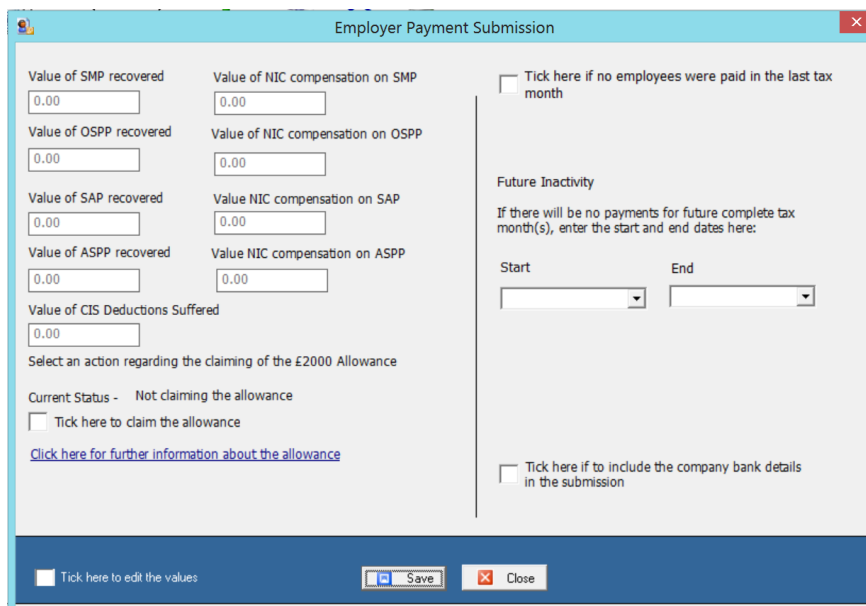 Employer Payment Submission
Value of SMP recovered
Value of NIC compensation on SMP
0.00
0.00
Value of OSPP recovered
Value of NIC compensation on OSPP
0.00
0.00
Value of SAP recovered
Value NIC compensation on SAP
0.00
0.00
Value of ASPP recovered
Value NIC compensation on ASPP
0.00
0.00
Value of CIS Deductions Suffered
0.00
Select an action regarding the claiming of the £2000 Allowance
Current Status - Not claiming the allowance
Tick here to claim the allowance
Click here for further information about the allowance
Tick here if no employees were paid in the last tax
month
Future Inactivity
If there will be no payments for future complete tax
month(s), enter the start and end dates here:
Start
End
Tick here if to include the company bank details
in the submission
Tick here to edit the values
Save
Close